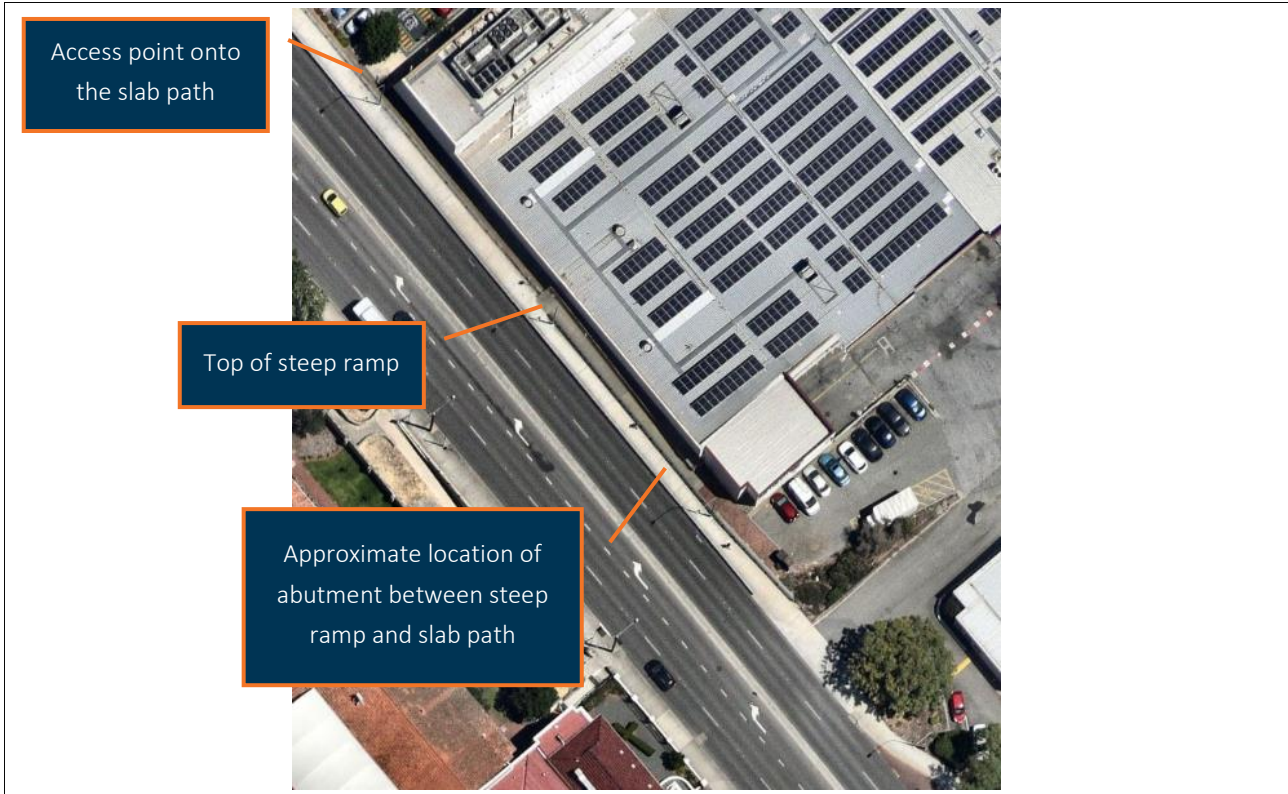 Access point onto
the slab path
Top of steep ramp
Approximate location of
abutment between steep
ramp and slab path